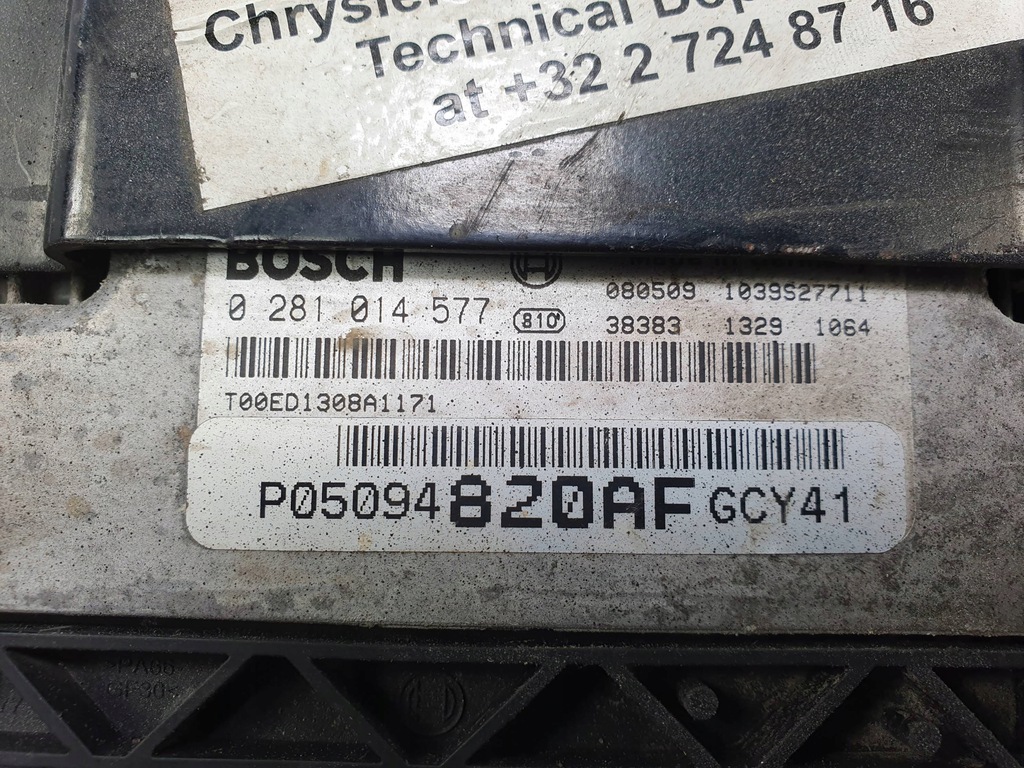 Chrysler
Technical
at +32 2 724 87 16
BOSCH
0 281 014 577
810
080509 1039S27711
38383 1329 1064
T00ED1308A1171
P05094820AF GCY41